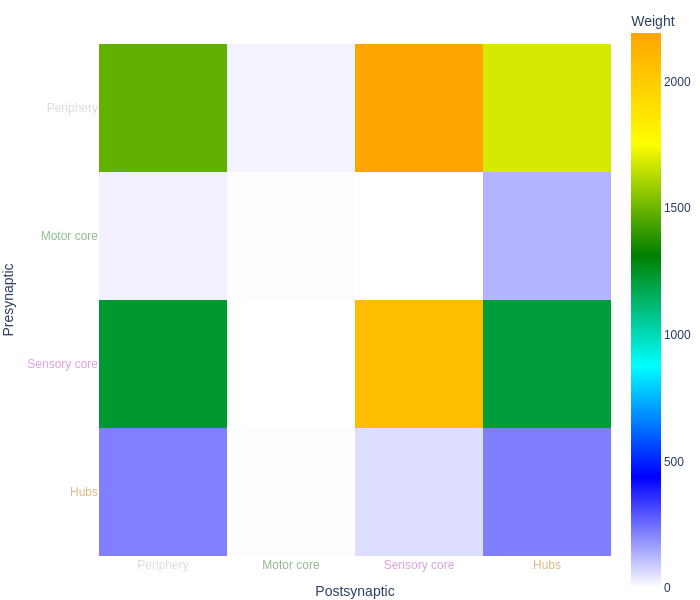 Weight
2000
1500
1000
500
0
Presynaptic
Periphery
Motor core
Sensory core
Hubs
Periphery Motor core Sensory core Hubs
Postsynaptic